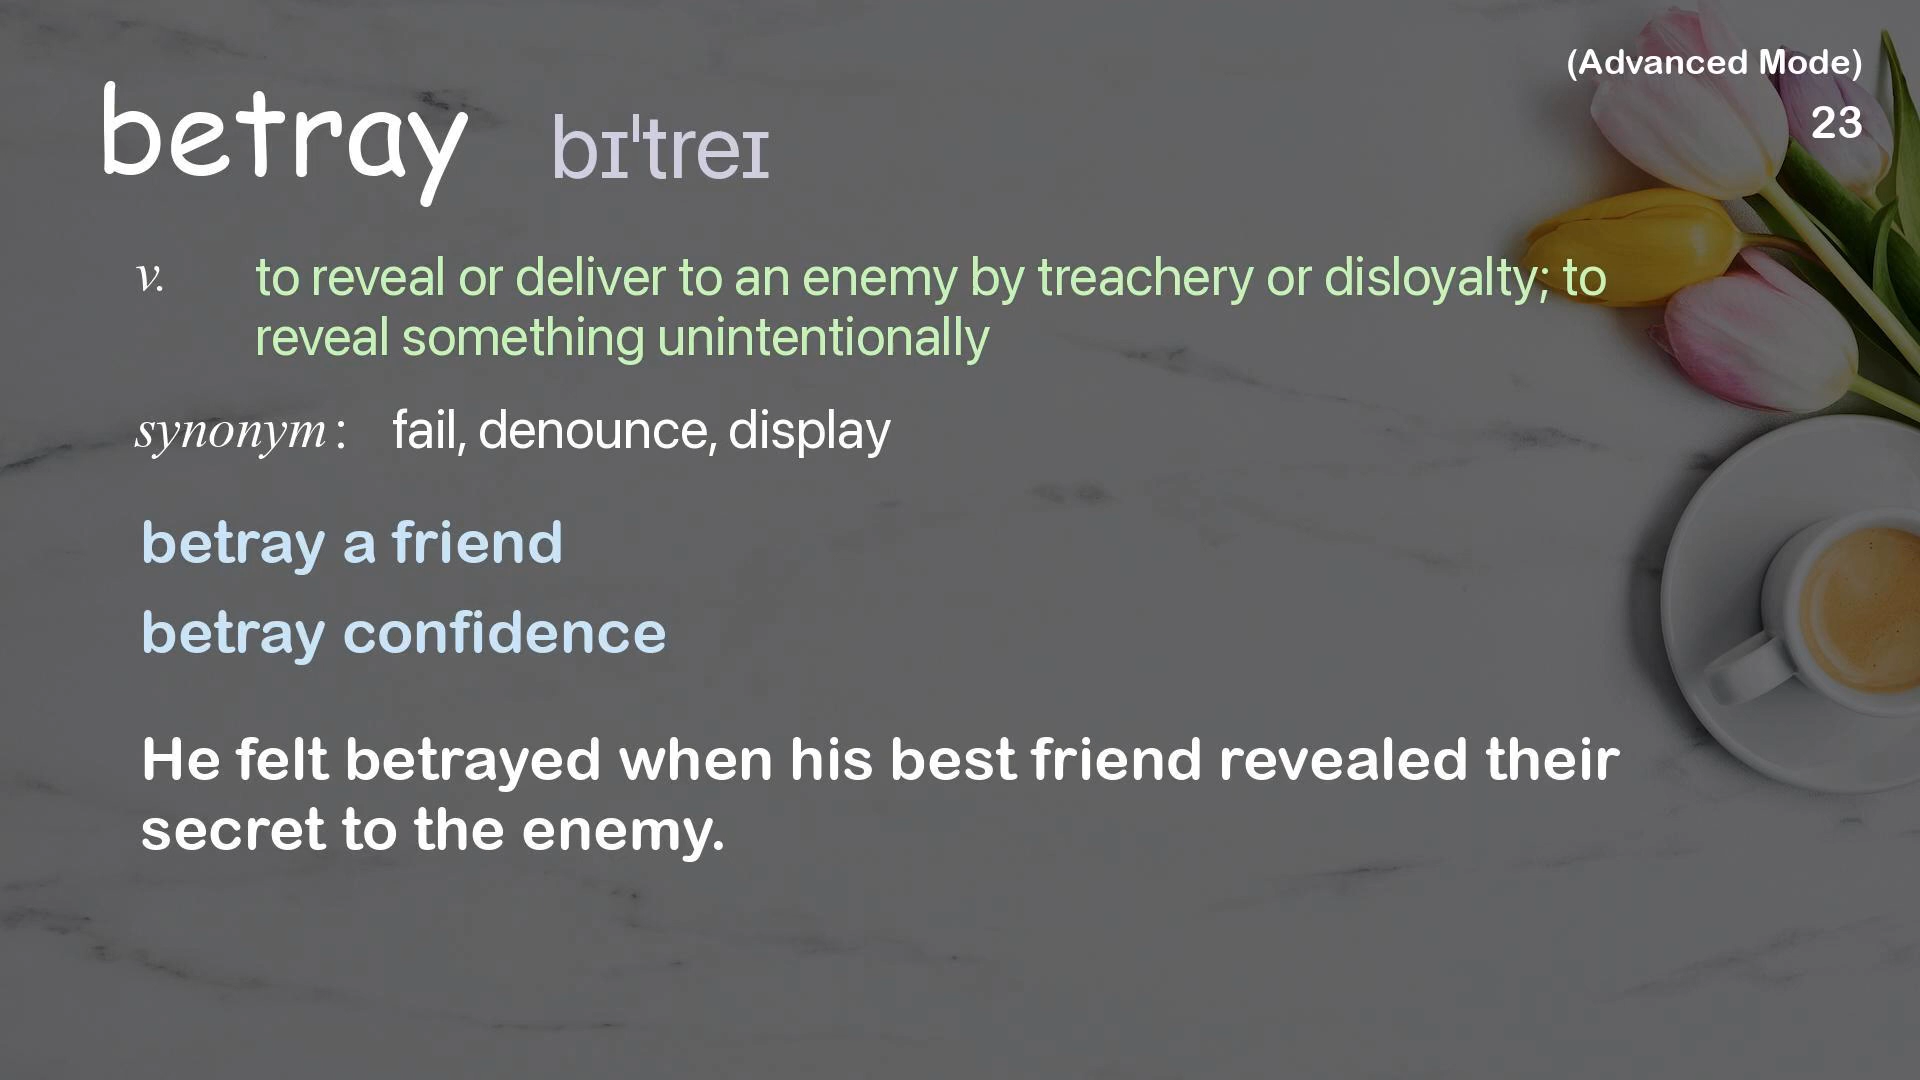 (Advanced Mode)
23
betray bɪˈtreɪ
v. to reveal or deliver to an enemy by treachery or disloyalty; to
reveal something unintentionally
synonym: fail, denounce, display
betray a friend
betray confidence
He felt betrayed when his best friend revealed their
secret to the enemy.